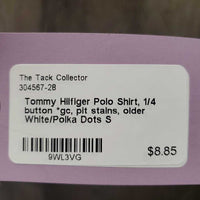 The Tack Collector
304567-28
Tommy Hilfiger Polo Shirt, 1/4
button *gc, pit stains, older
White/Polka Dots S
9WL3VG
$8.85